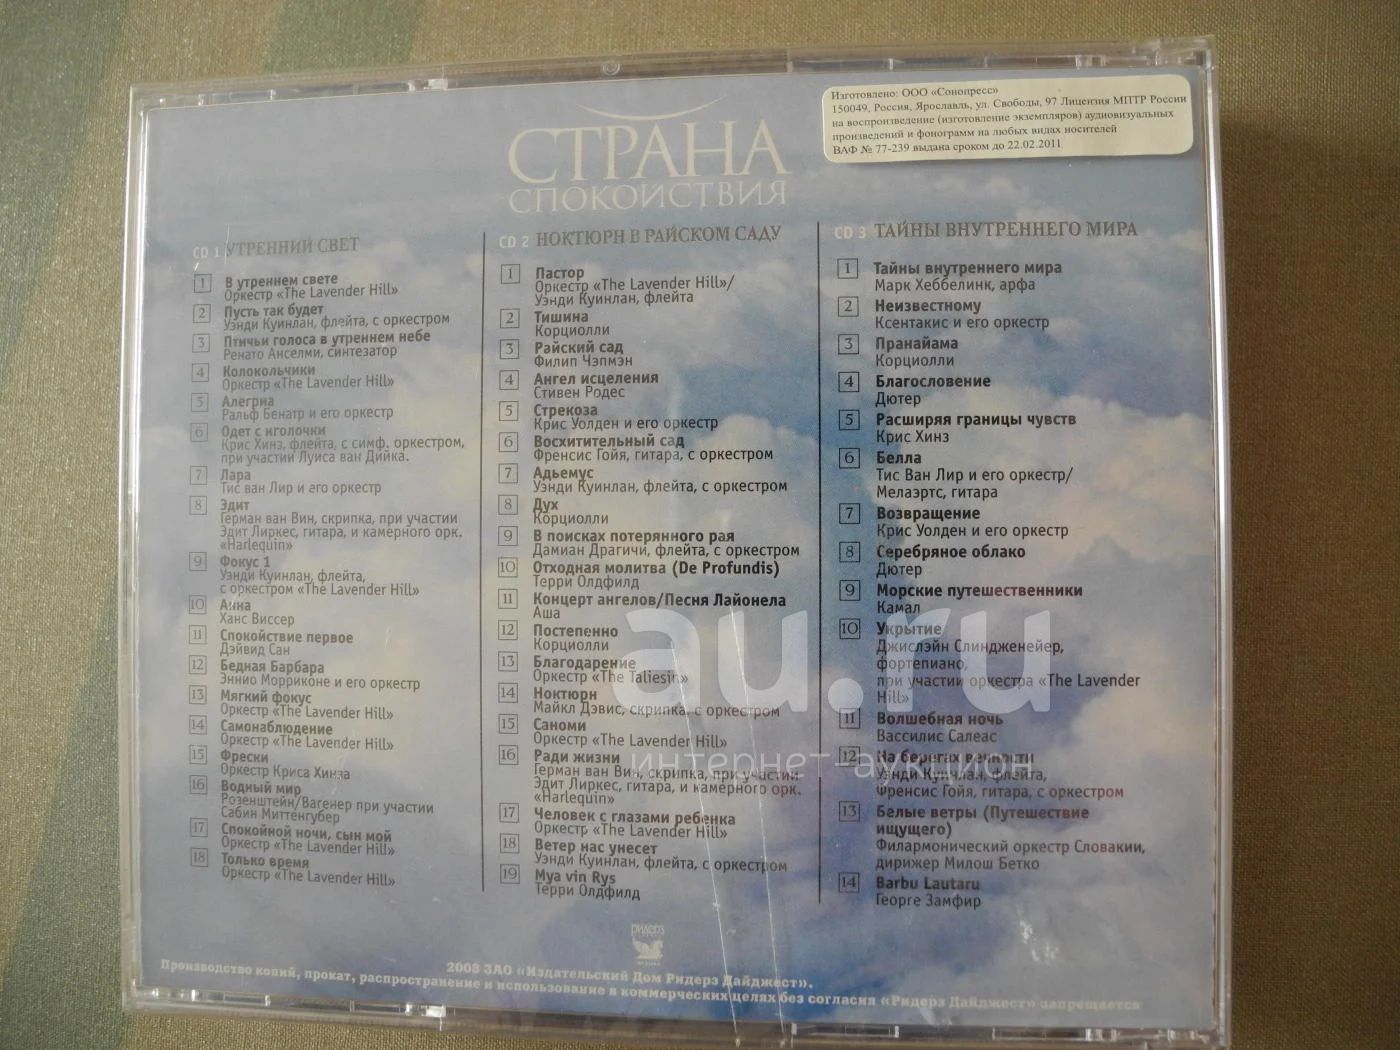 Изготовлено: ООО «Сонопресс»
150049, Россия, Ярославль, ул. Свободы, 97 Лицензия МПТР России
на воспроизведение (изготовление экземпляров) аудиовизуальных
произведений и фонограмм на любых видах носителей
ВАФ № 77-239 выдана сроком до 22.02.2011
СТРАНА
СПОКОЙСТВИЯ
CD 1 УТРЕННИЙ СВЕТ
1 В утреннем свете
Оркестр «The Lavender Hill»
2 Пусть так будет
Уэнди Куинлан, флейта, с оркестром
3 Птичьи голоса в утреннем небе
Ренато Анселми, синтезатор
4 Колокольчики
Оркестр «The Lavender Hill»
5 Алегриа
Ральф Бенатр и его оркестр
6 Одет с иголочки
Крис Хинз, флейта, с симф. оркестром,
при участии Луиса ван Дийка.
7 Лара
Тис ван Лир и его оркестр
8 Эдит
Герман ван Вин, скрипка, при участии
Эдит Лиркес, гитара, и камерного орк.
«Harlequin»
9 Фокус 1
Уэнди Куинлан, флейта,
с оркестром «The Lavender Hill»
10 Анна
Ханс Виссер
11 Спокойствие первое
Дэйвид Сан
12 Бедная Барбара
Эннио Морриконе и его оркестр
13 Мягкий фокус
Оркестр «The Lavender Hill»
14 Самонаблюдение
Оркестр «The Lavender Hill»
15 Фрески
Оркестр Криса Хинза
16 Водный мир
Розенштейн/Вагенер при участии
Сабин Миттенгубер
17 Спокойной ночи, сын мой
Оркестр «The Lavender Hill»
18 Только время
Оркестр «The Lavender Hill»
CD 2 НОКТЮРН В РАЙСКОМ САДУ
1 Пастор
Оркестр «The Lavender Hill»/
Уэнди Куинлан, флейта
2 Тишина
Корциолли
3 Райский сад
Филип Чэпмэн
4 Ангел исцеления
Стивен Родес
5 Стрекоза
Крис Уолден и его оркестр
6 Восхитительный сад
Френсис Гойя, гитара, с оркестром
7 Адьемус
Уэнди Куинлан, флейта, с оркестром
8 Дух
Корциолли
9 В поисках потерянного рая
Дамиан Драгичи, флейта, с оркестром
10 Отходная молитва (De Profundis)
Терри Олдфилд
11 Концерт ангелов/Песня Лайонела
Аша
12 Постепенно
Корциолли
13 Благодарение
Оркестр «The Taliesin»
14 Ноктюрн
Майкл Дэвис, скрипка, с оркестром
15 Саноми
Оркестр «The Lavender Hill»
16 Ради жизни
Герман ван Вин, скрипка, при участии
Эдит Лиркес, гитара, и камерного орк.
«Harlequin»
17 Человек с глазами ребенка
Оркестр «The Lavender Hill»
18 Ветер нас унесет
Уэнди Куинлан, флейта, с оркестром
19 Mya vin Rys
Терри Олдфилд
CD 3 ТАЙНЫ ВНУТРЕННЕГО МИРА
1 Тайны внутреннего мира
Марк Хеббелинк, арфа
2 Неизвестному
Ксентакис и его оркестр
3 Пранайама
Корциолли
4 Благословение
Дютер
5 Расширяя границы чувств
Крис Хинз
6 Белла
Тис Ван Лир и его оркестр/
Мелаэртс, гитара
7 Возвращение
Крис Уолден и его оркестр
8 Серебряное облако
Дютер
9 Морские путешественники
Камал
10 Укрытие
Джислэйн Слиндженейер,
фортепиано,
при участии оркестра «The Lavender
Hill»
11 Волшебная ночь
Вассилис Салеас
12 На берегах вечности
Уэнди Куинлан, флейта,
Френсис Гойя, гитара, с оркестром
13 Белые ветры (Путешествие
ищущего)
Филармонический оркестр Словакии,
дирижер Милош Бетко
14 Barbu Lautaru
Георге Замфир
au.ru
интернет-аукцион
РИДЕРЗ
2008 ЗАО «Издательский Дом Ридерз Дайджест».
Производство копий, прокат, распространение и использование в коммерческих целях без согласия «Ридерз Дайджест» запрещается